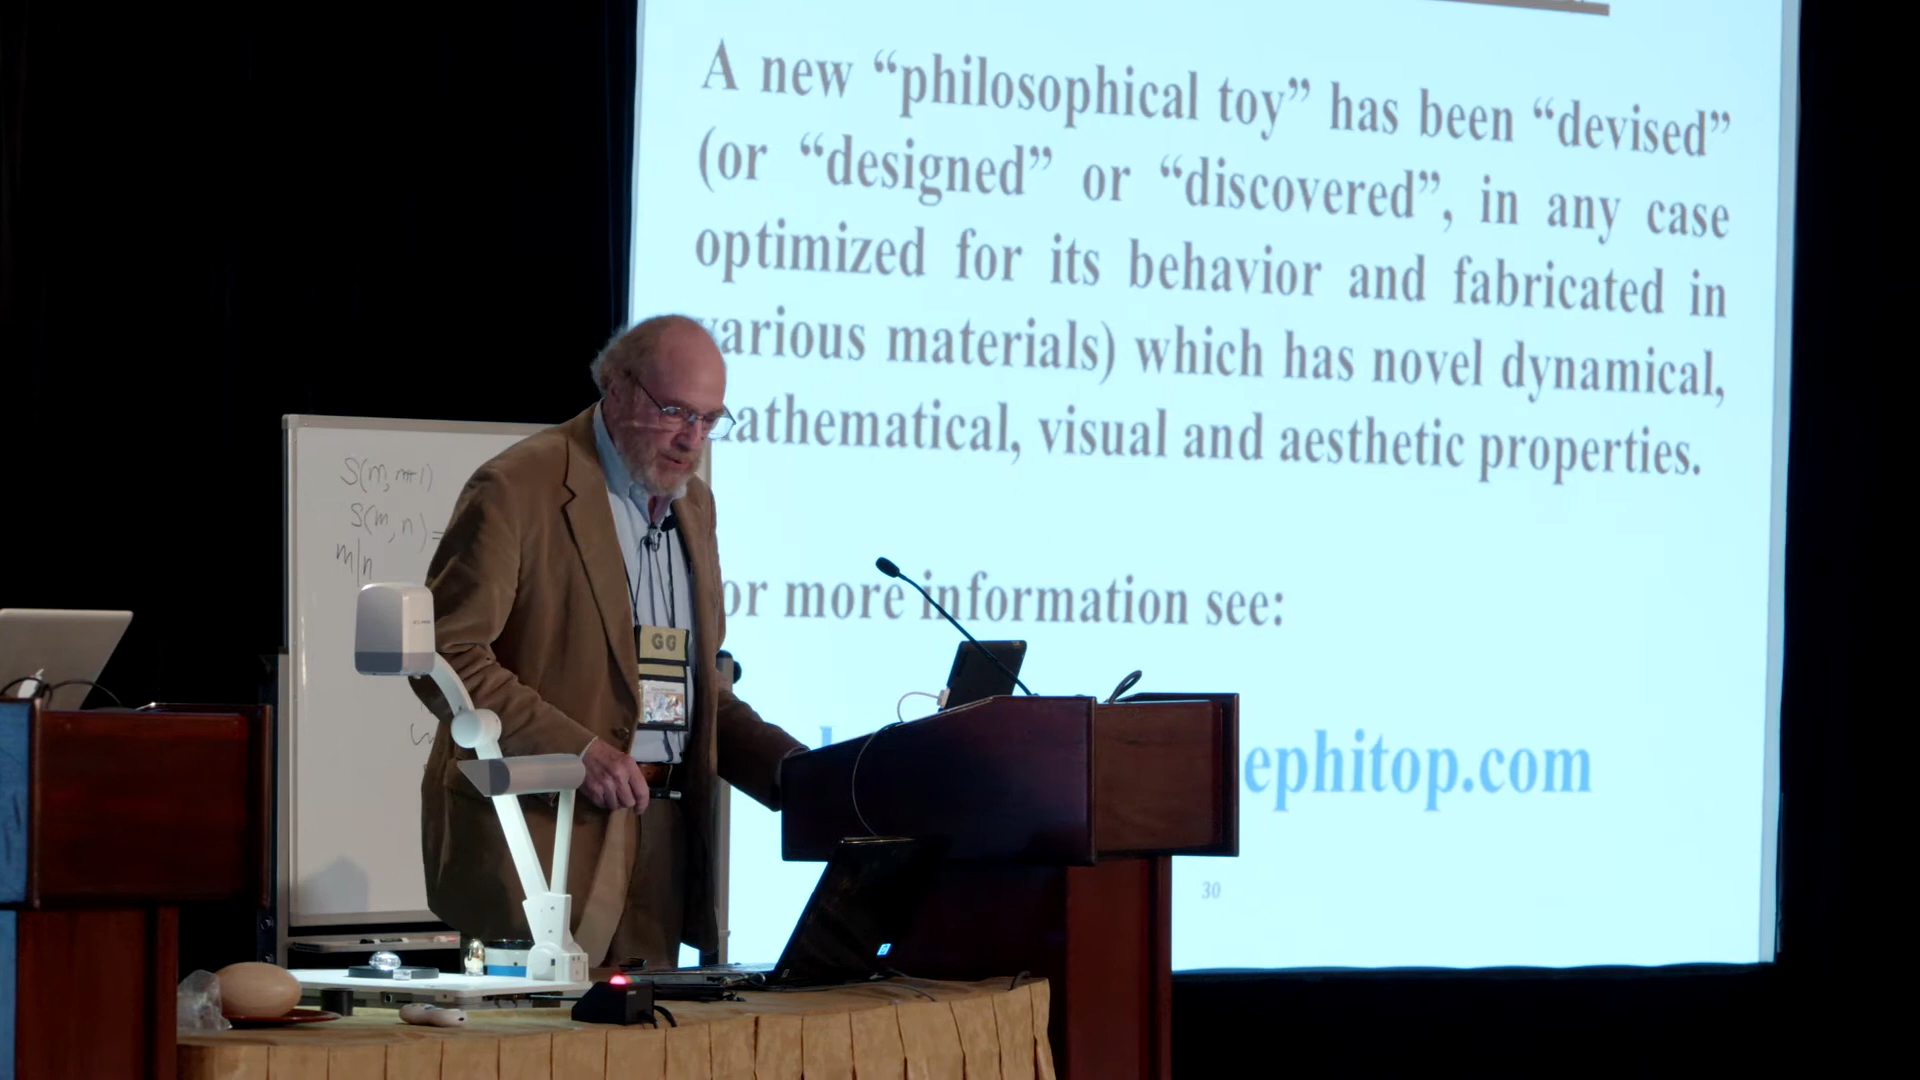 A new “philosophical toy” has been “devised”
(or “designed” or “discovered”, in any case
optimized for its behavior and fabricated in
various materials) which has novel dynamical,
mathematical, visual and aesthetic properties.
or more information see:
ephitop.com
30
S(m, n+1)
S(m, n) =
m|n
GG